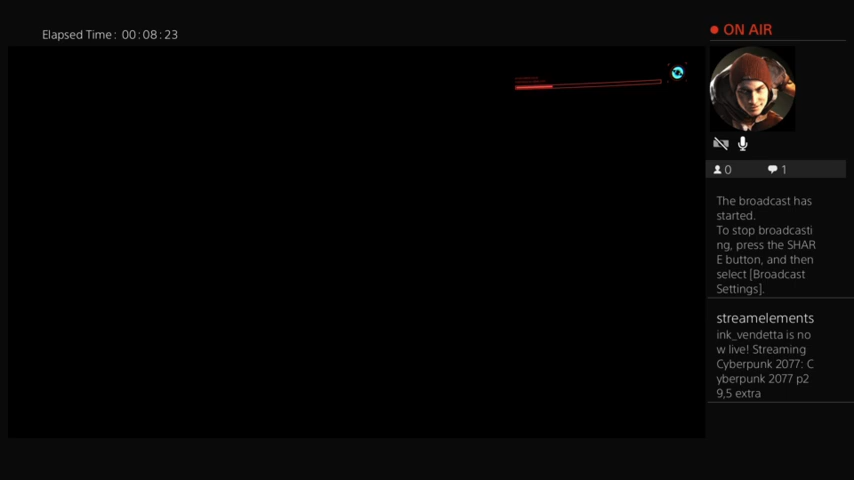 Elapsed Time: 00:08:23
ON AIR
0
1
The broadcast has
started.
To stop broadcasti
ng, press the SHAR
E button, and then
select [Broadcast
Settings].
streamelements
ink_vendetta is no
w live! Streaming
Cyberpunk 2077: C
yberpunk 2077 p2
9,5 extra